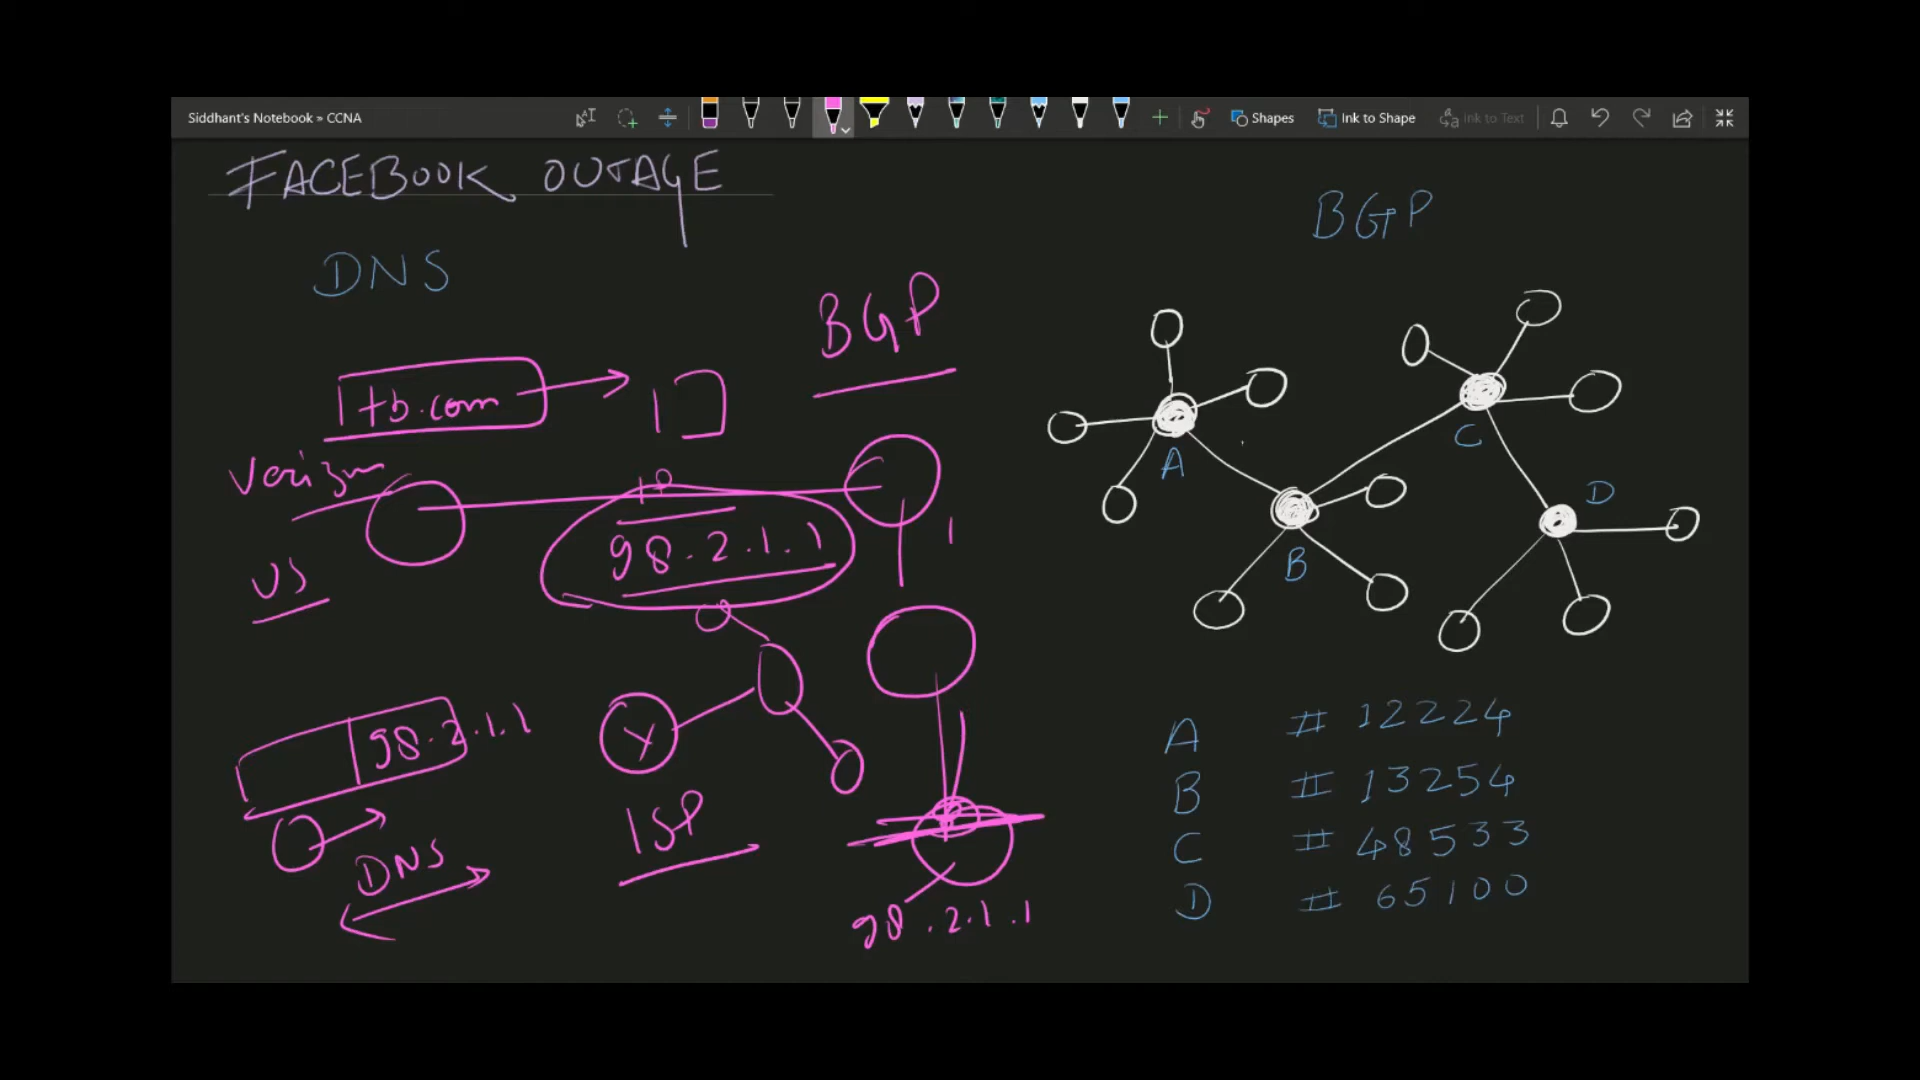 Siddhant's Notebook » CCNA
Shapes
Ink to Shape
Ink to Text
FACEBOOK OUTAGE
DNS
BGP
BGP
fb.com
Verizon
IP
98.2.1.1
US
98.2.1.1
DNS
Y
ISP
98.2.1.1
A
B
C
D
A # 12224
B # 13254
C # 48533
D # 65100